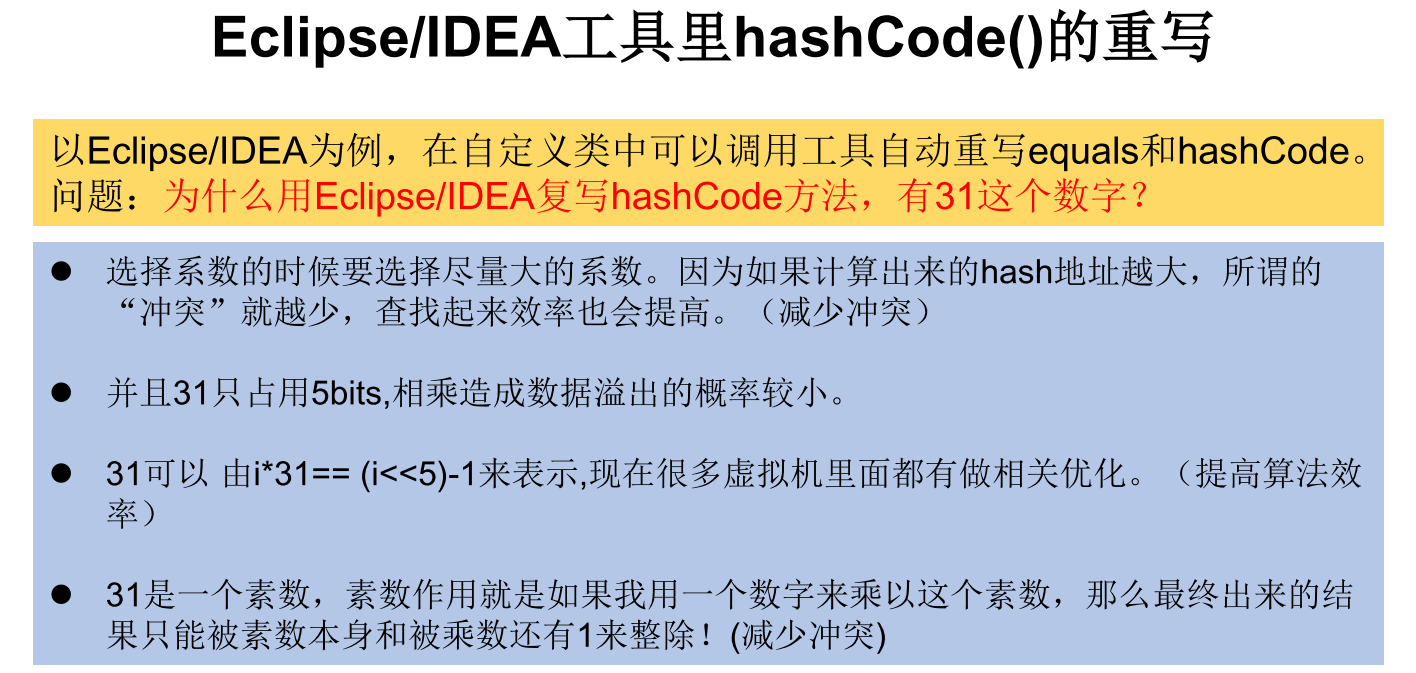 Eclipse/IDEA工具里hashCode()的重写
以Eclipse/IDEA为例，在自定义类中可以调用工具自动重写equals和hashCode。
问题：为什么用Eclipse/IDEA复写hashCode方法，有31这个数字？
● 选择系数的时候要选择尽量大的系数。因为如果计算出来的hash地址越大，所谓的
“冲突”就越少，查找起来效率也会提高。（减少冲突）
● 并且31只占用5bits,相乘造成数据溢出的概率较小。
● 31可以 由i*31== (i<<5)-1来表示,现在很多虚拟机里面都有做相关优化。（提高算法效
率）
● 31是一个素数，素数作用就是如果我用一个数字来乘以这个素数，那么最终出来的结
果只能被素数本身和被乘数还有1来整除！(减少冲突)